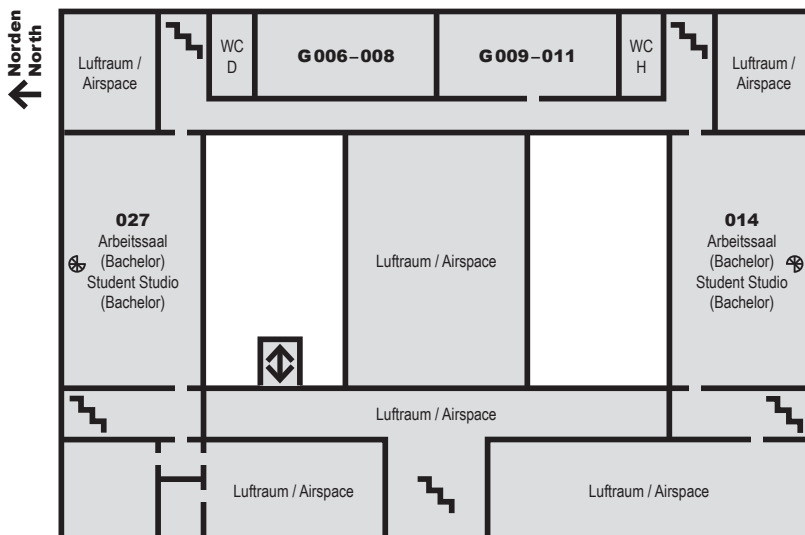 Norden
North
Luftraum /
Airspace
WC
D
G006–008
G009–011
WC
H
Luftraum /
Airspace
027
Arbeitssaal
(Bachelor)
Student Studio
(Bachelor)
Luftraum / Airspace
014
Arbeitssaal
(Bachelor)
Student Studio
(Bachelor)
Luftraum / Airspace
Luftraum / Airspace
Luftraum / Airspace